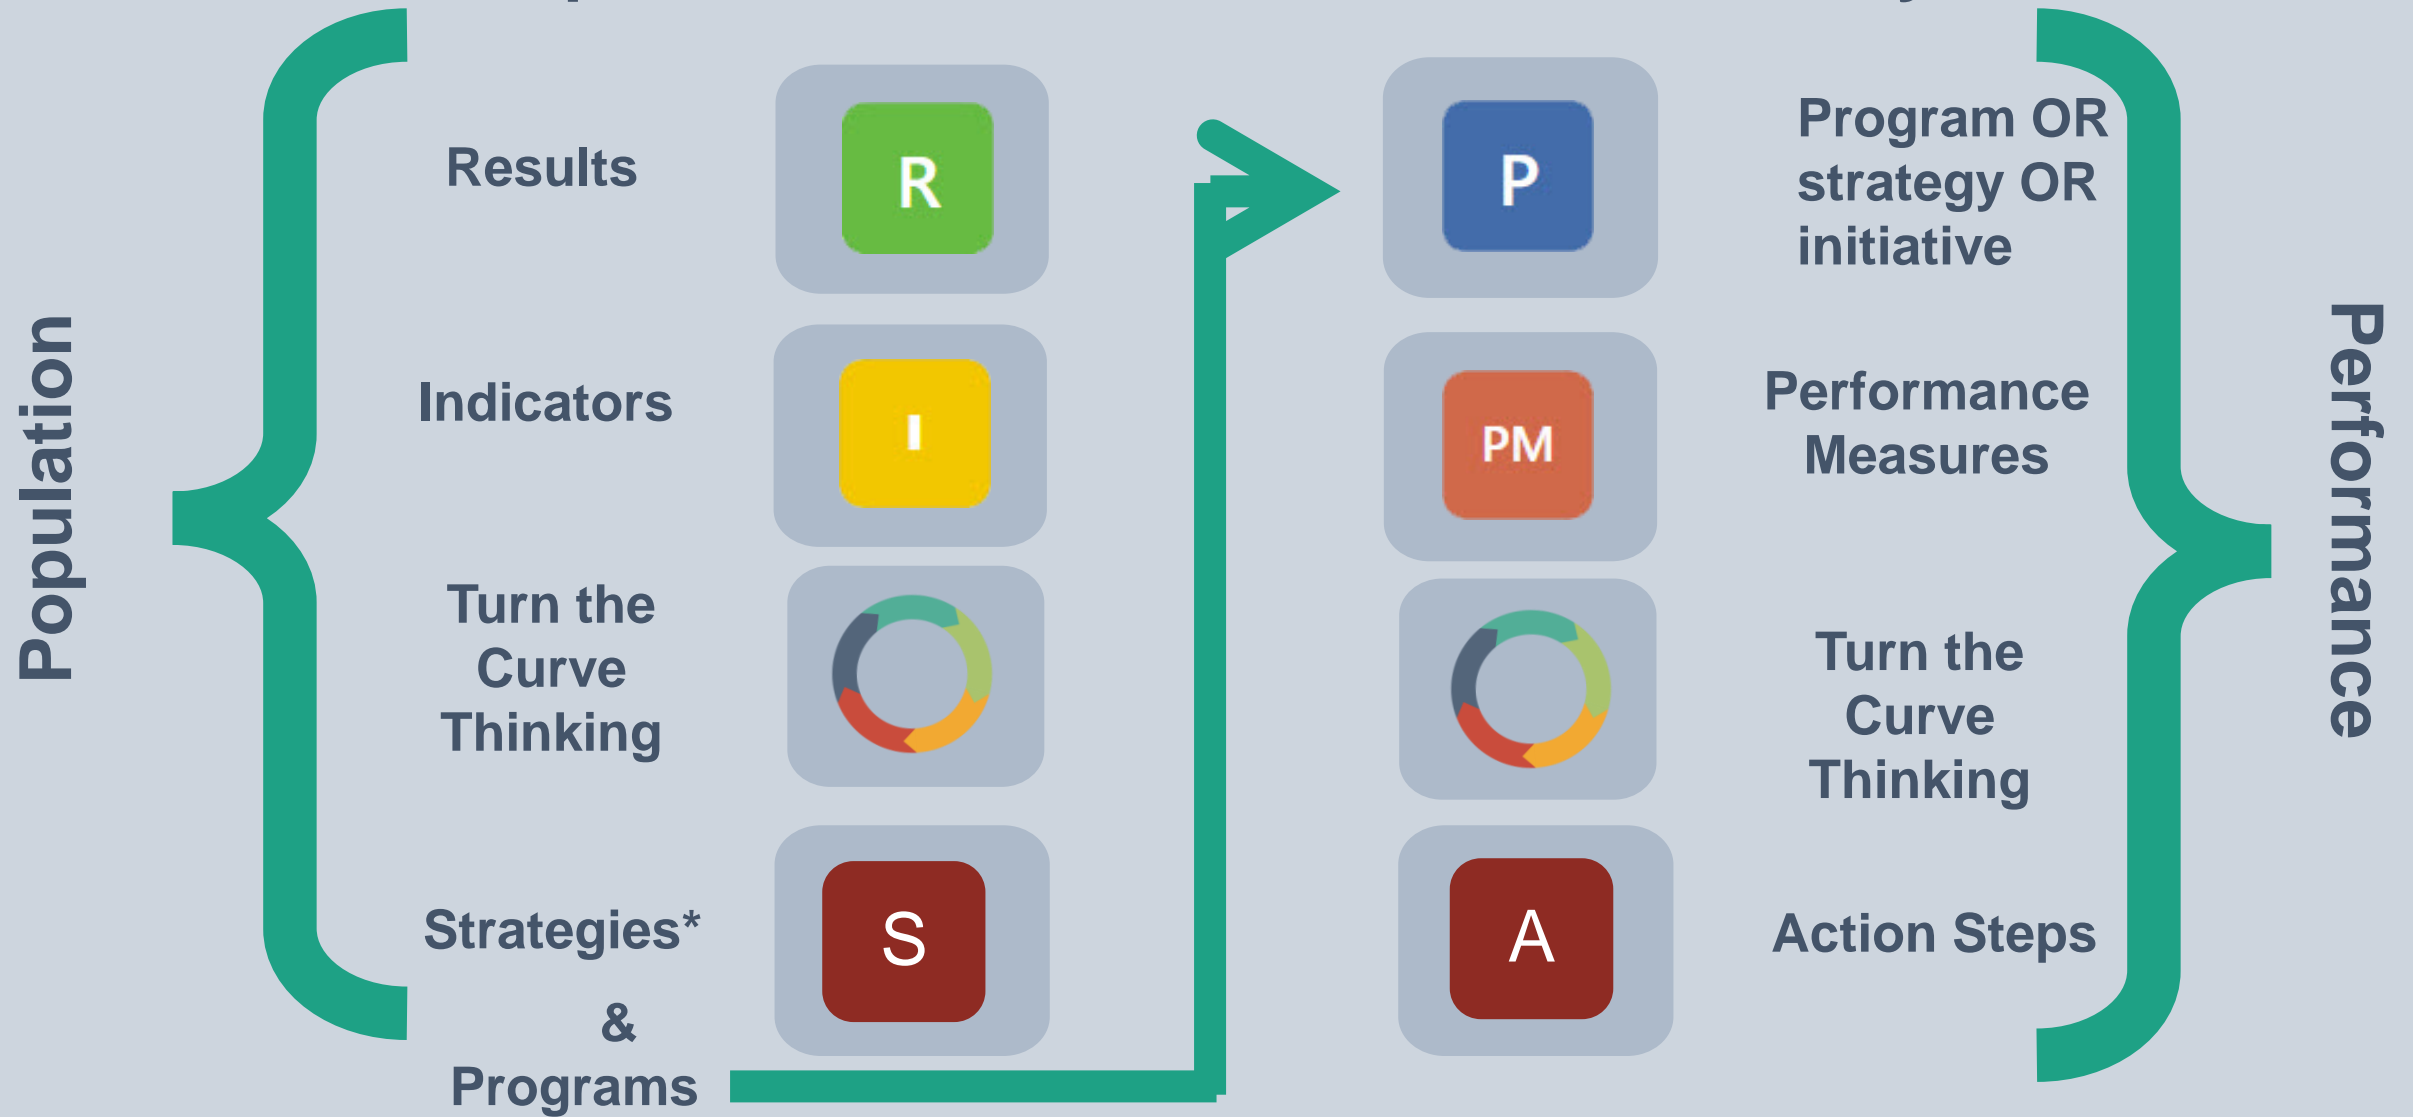 Population
Results
R
Indicators
I
Turn the
Curve
Thinking
Strategies*
S
&
Programs
P
Program OR
strategy OR
initiative
PM
Performance
Measures
Turn the
Curve
Thinking
A
Action Steps
Performance